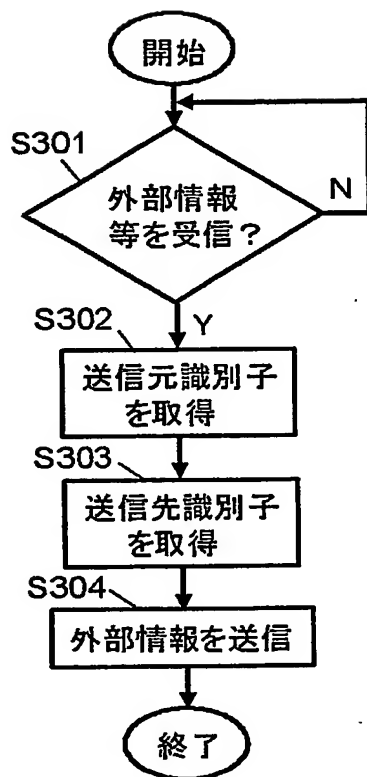 開始
S301
外部情報
等を受信?
N
Y
S302
送信元識別子
を取得
S303
送信先識別子
を取得
S304
外部情報を送信
終了